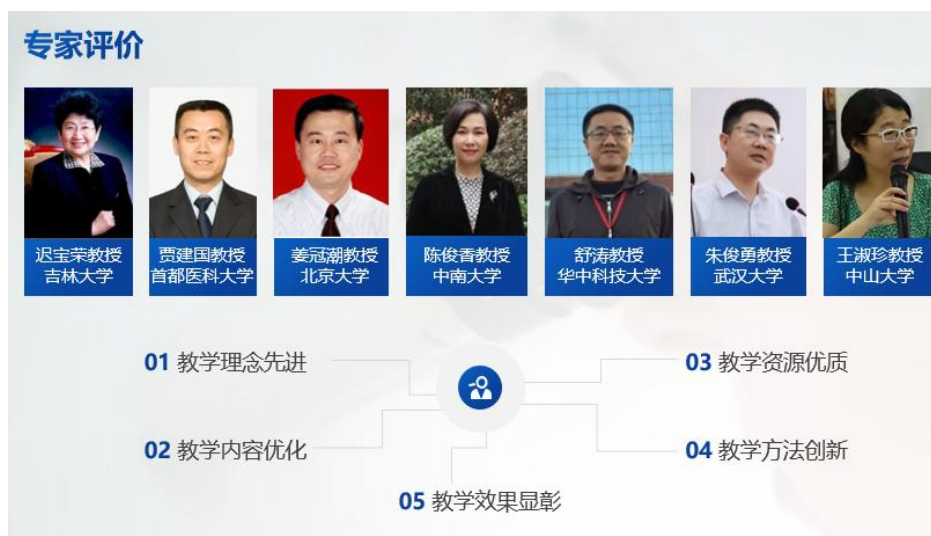 专家评价
迟宝荣教授
吉林大学
贾建国教授
首都医科大学
姜冠潮教授
北京大学
陈俊香教授
中南大学
舒涛教授
华中科技大学
朱俊勇教授
武汉大学
王淑珍教授
中山大学
01 教学理念先进
03 教学资源优质
02 教学内容优化
04 教学方法创新
05 教学效果显彰